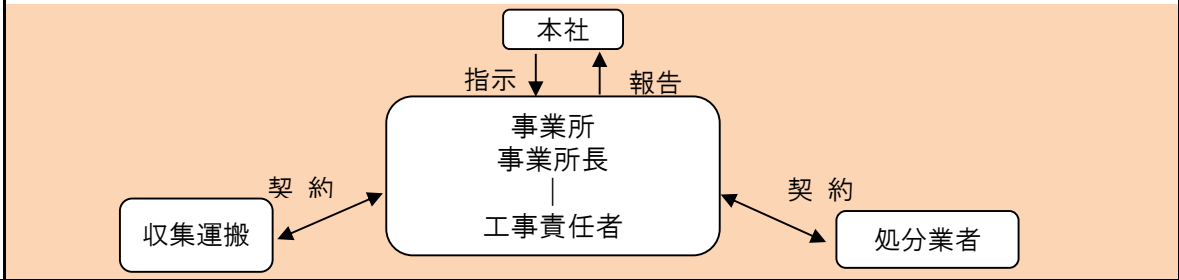 本社
指示
報告
事業所
事業所長
|
工事責任者
契 約
契 約
収集運搬
処分業者